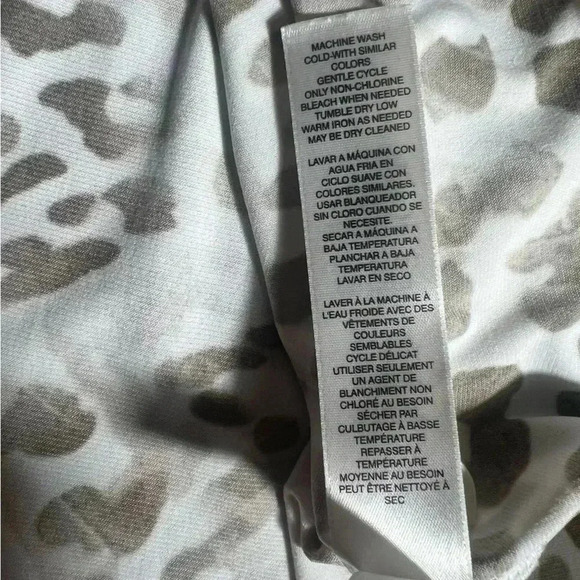 MACHINE WASH
COLD-WITH SIMILAR
COLORS
GENTLE CYCLE
ONLY NON-CHLORINE
BLEACH WHEN NEEDED
TUMBLE DRY LOW
WARM IRON AS NEEDED
MAY BE DRY CLEANED
LAVAR A MÁQUINA CON
AGUA FRIA EN
CICLO SUAVE CON
COLORES SIMILARES.
USAR BLANQUEADOR
SIN CLORO CUANDO SE
NECESITE.
SECAR A MÁQUINA A
BAJA TEMPERATURA
PLANCHAR A BAJA
TEMPERATURA
LAVAR EN SECO
LAVER À LA MACHINE À
L'EAU FROIDE AVEC DES
VÊTEMENTS DE
COULEURS
SEMBLABLES
CYCLE DÉLICAT
UTILISER SEULEMENT
UN AGENT DE
BLANCHIMENT NON
CHLORÉ AU BESOIN
SÉCHER PAR
CULBUTAGE À BASSE
TEMPÉRATURE
REPASSER À
TEMPÉRATURE
MOYENNE AU BESOIN
PEUT ÊTRE NETTOYÉ À
SEC